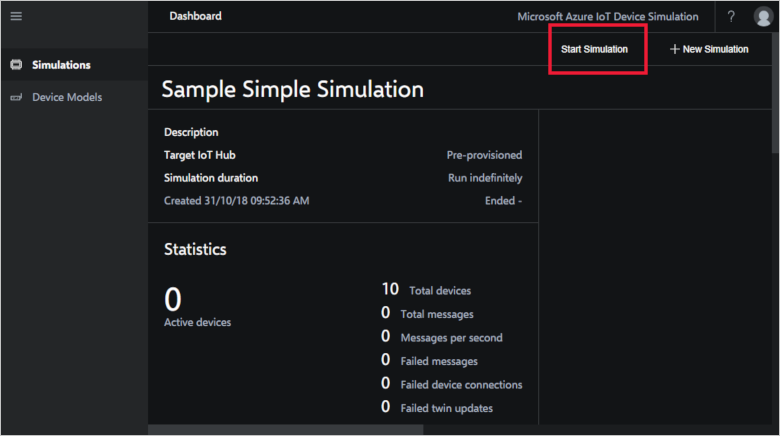 Dashboard
Microsoft Azure IoT Device Simulation
?
Start Simulation
+ New Simulation
Simulations
Device Models
Sample Simple Simulation
Description
Target IoT Hub Pre-provisioned
Simulation duration Run indefinitely
Created 31/10/18 09:52:36 AM Ended -
Statistics
0
Active devices
10 Total devices
0 Total messages
0 Messages per second
0 Failed messages
0 Failed device connections
0 Failed twin updates